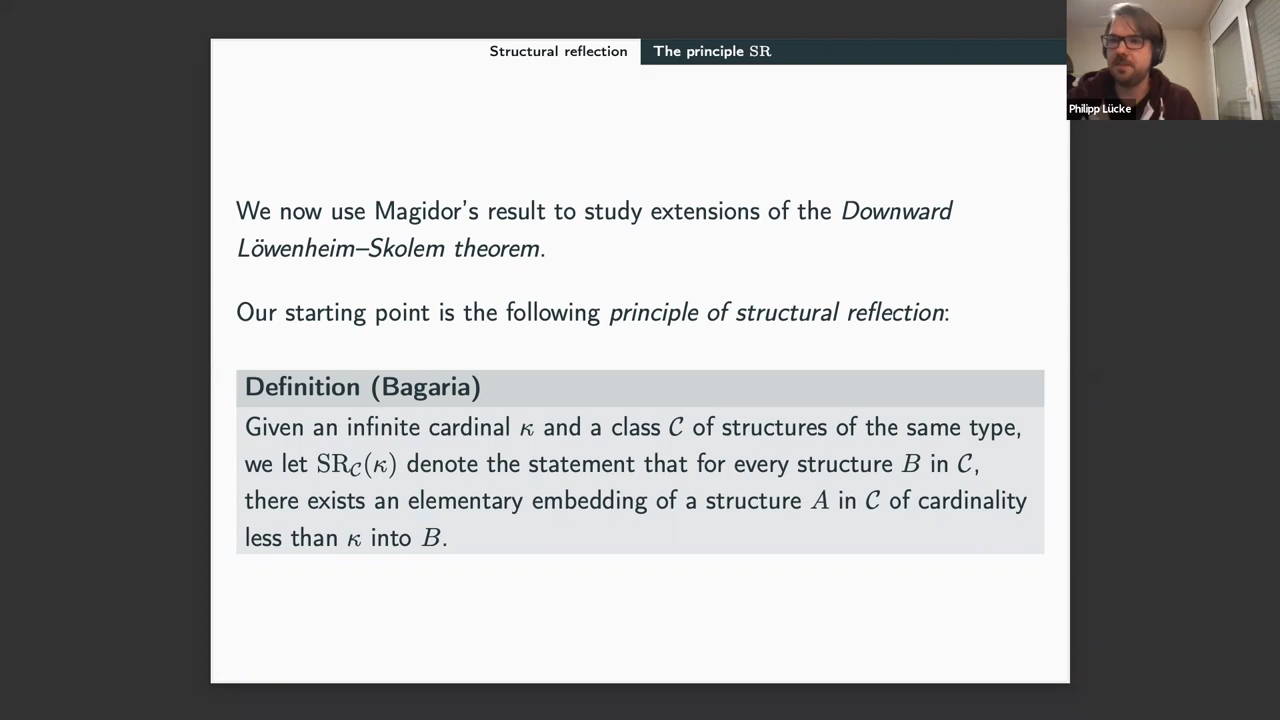 Structural reflection
The principle SR
Philipp Lücke
We now use Magidor's result to study extensions of the Downward
Löwenheim–Skolem theorem.
Our starting point is the following principle of structural reflection:
Definition (Bagaria)
Given an infinite cardinal κ and a class 𝒞 of structures of the same type,
we let SR_𝒞(κ) denote the statement that for every structure B in 𝒞,
there exists an elementary embedding of a structure A in 𝒞 of cardinality
less than κ into B.